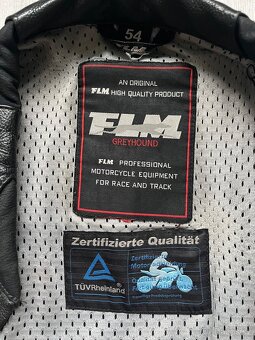 54
AN ORIGINAL
FLM HIGH QUALITY PRODUCT
FLM
GREYHOUND
FLM PROFESSIONAL
MOTORCYCLE EQUIPMENT
FOR RACE AND TRACK
Zertifizierte Qualität
TÜVRheinland